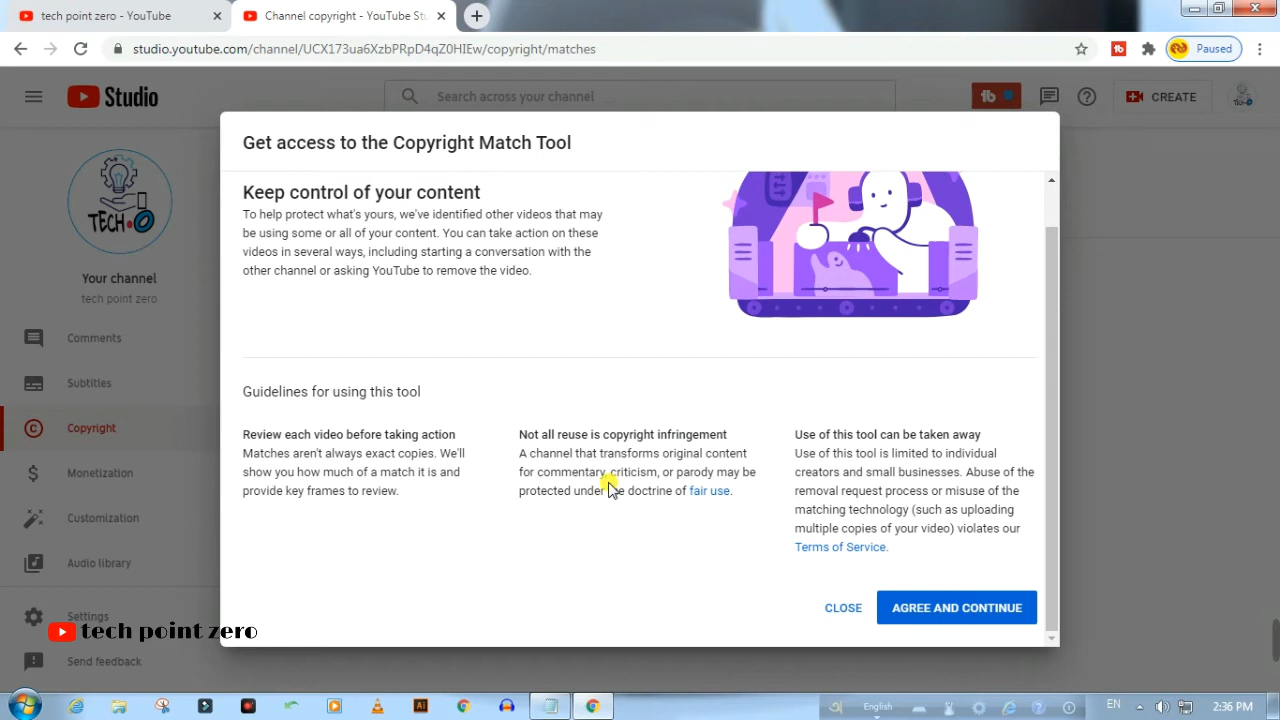 tech point zero - YouTube
Channel copyright - YouTube Stu
studio.youtube.com/channel/UCX173ua6XzbPRpD4qZ0HIEw/copyright/matches
Paused
Studio
Search across your channel
CREATE
TECH
Your channel
tech point zero
Comments
Subtitles
Copyright
Monetization
Customization
Audio library
Settings
Send feedback
tech point zero
Get access to the Copyright Match Tool
Keep control of your content
To help protect what's yours, we've identified other videos that may
be using some or all of your content. You can take action on these
videos in several ways, including starting a conversation with the
other channel or asking YouTube to remove the video.
Guidelines for using this tool
Review each video before taking action
Matches aren't always exact copies. We'll
show you how much of a match it is and
provide key frames to review.
Not all reuse is copyright infringement
A channel that transforms original content
for commentary, criticism, or parody may be
protected under the doctrine of fair use.
Use of this tool can be taken away
Use of this tool is limited to individual
creators and small businesses. Abuse of the
removal request process or misuse of the
matching technology (such as uploading
multiple copies of your video) violates our
Terms of Service.
CLOSE
AGREE AND CONTINUE
English
EN
2:36 PM